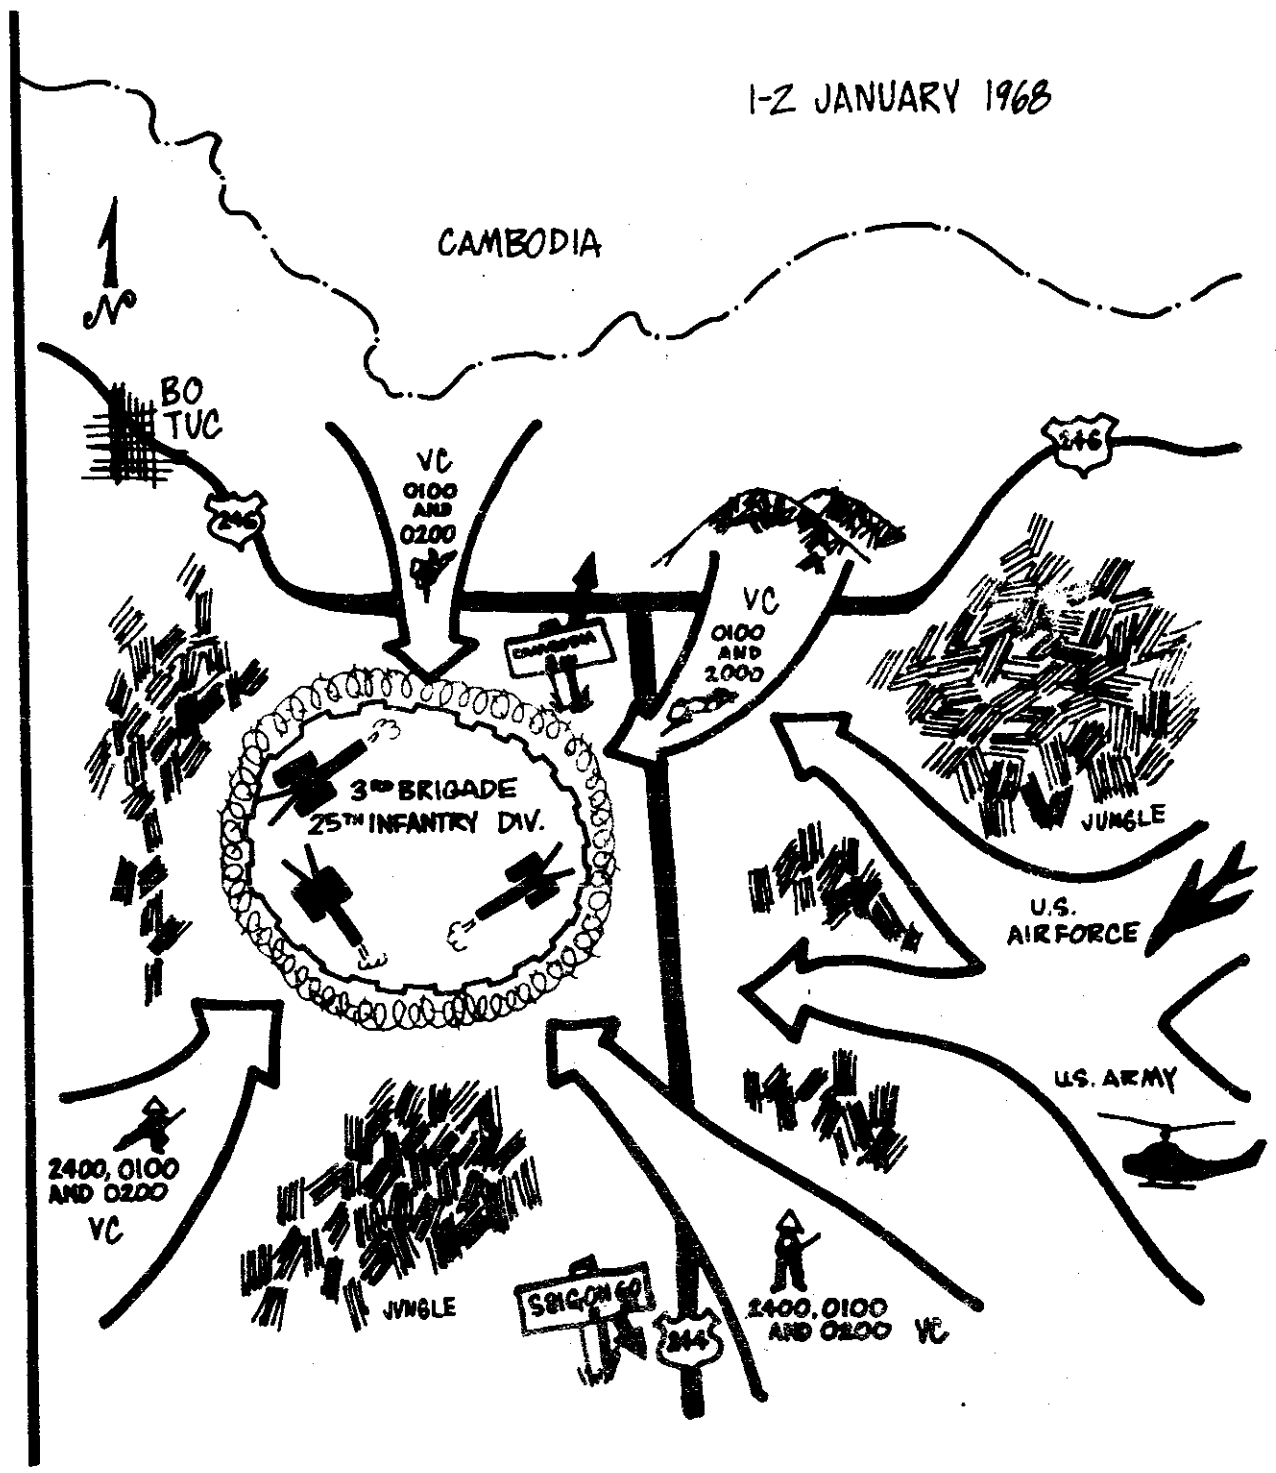 1-2 JANUARY 1968
CAMBODIA
N
BO
TUC
246
246
VC
0100
AND
0200
VC
0100
AND
2000
CAMBODIA
3RD BRIGADE
25TH INFANTRY DIV.
JUNGLE
U.S.
AIRFORCE
U.S. ARMY
2400, 0100
AND 0200
VC
JUNGLE
SAIGON 60
244
2400, 0100
AND 0200 VC